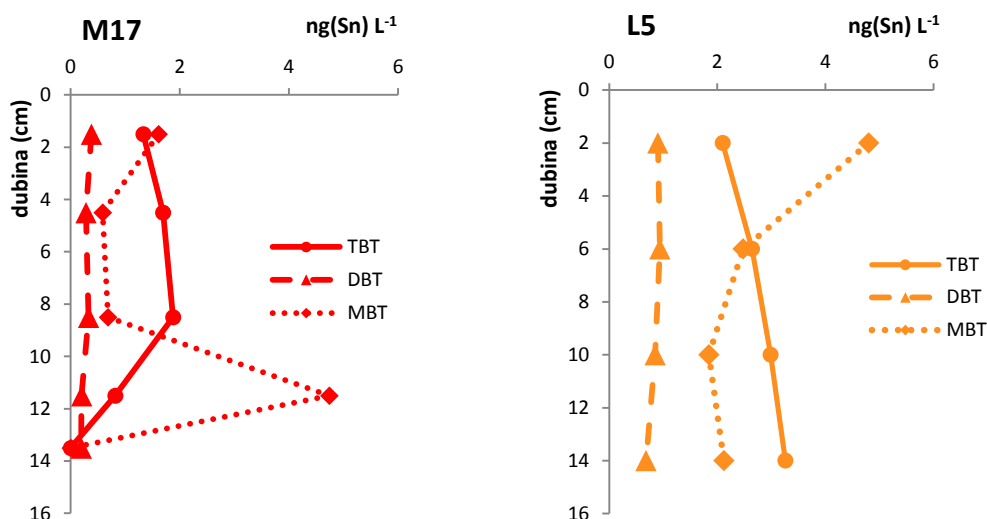 M17
ng(Sn) L⁻¹
0 2 4 6
dubina (cm)
0
2
4
6
8
10
12
14
16
TBT
DBT
MBT
L5
ng(Sn) L⁻¹
0 2 4 6
dubina (cm)
0
2
4
6
8
10
12
14
16
TBT
DBT
MBT